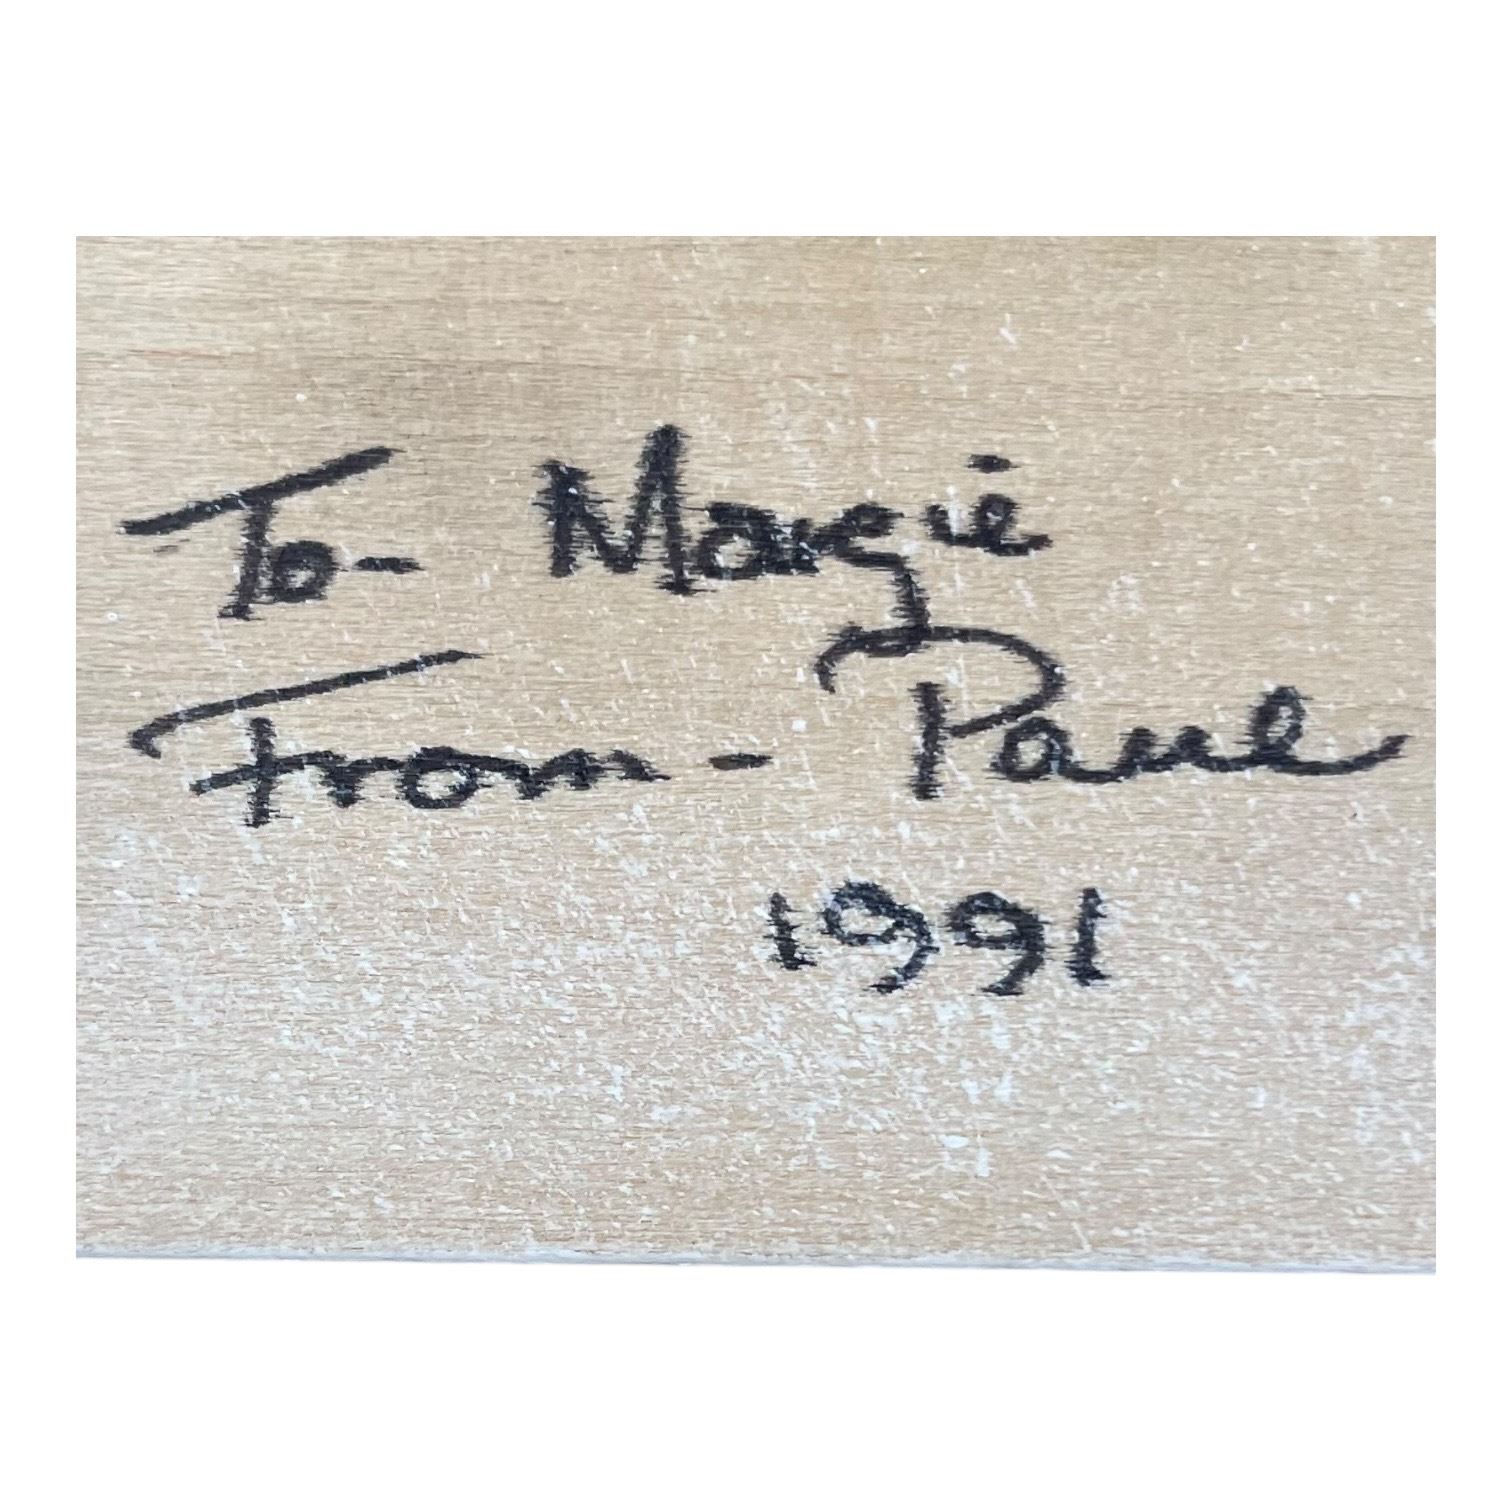 To- Margie
From- Paul
1991